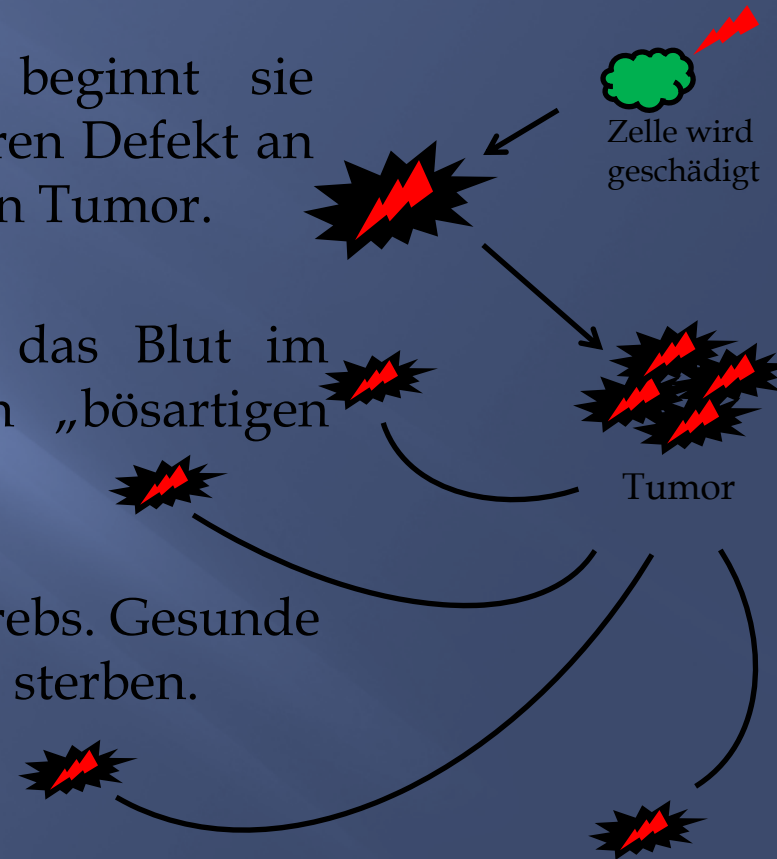 beginnt sie
ren Defekt an
n Tumor.
Zelle wird
geschädigt
das Blut im
n „bösartigen
Tumor
rebs. Gesunde
sterben.